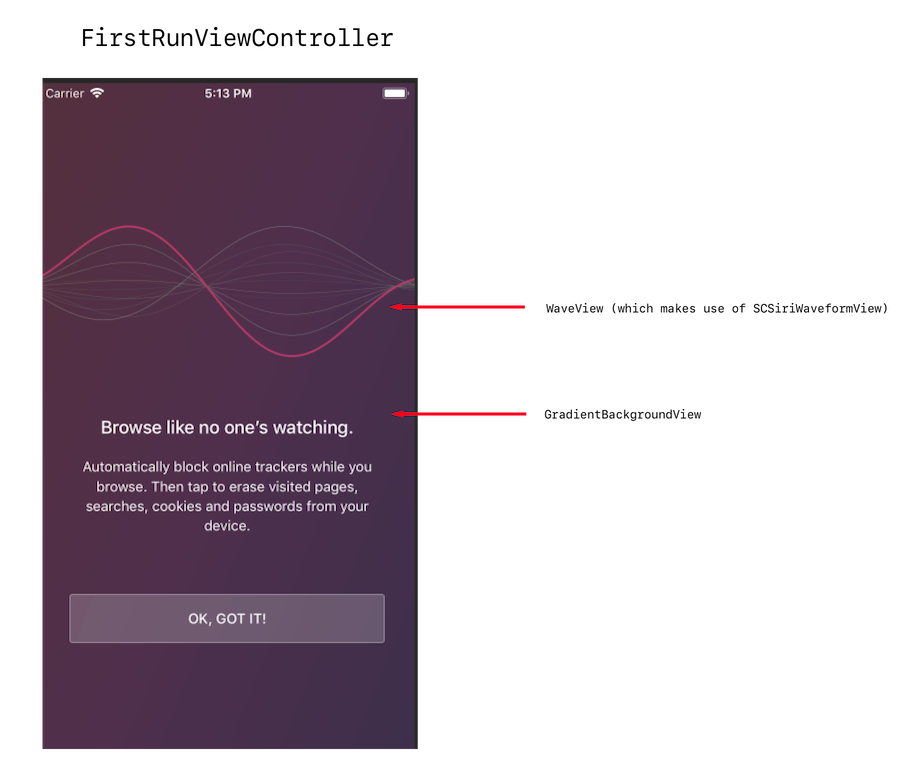 FirstRunViewController
Carrier 5:13 PM
WaveView (which makes use of SCSiriWaveformView)
GradientBackgroundView
Browse like no one’s watching.
Automatically block online trackers while you
browse. Then tap to erase visited pages,
searches, cookies and passwords from your
device.
OK, GOT IT!